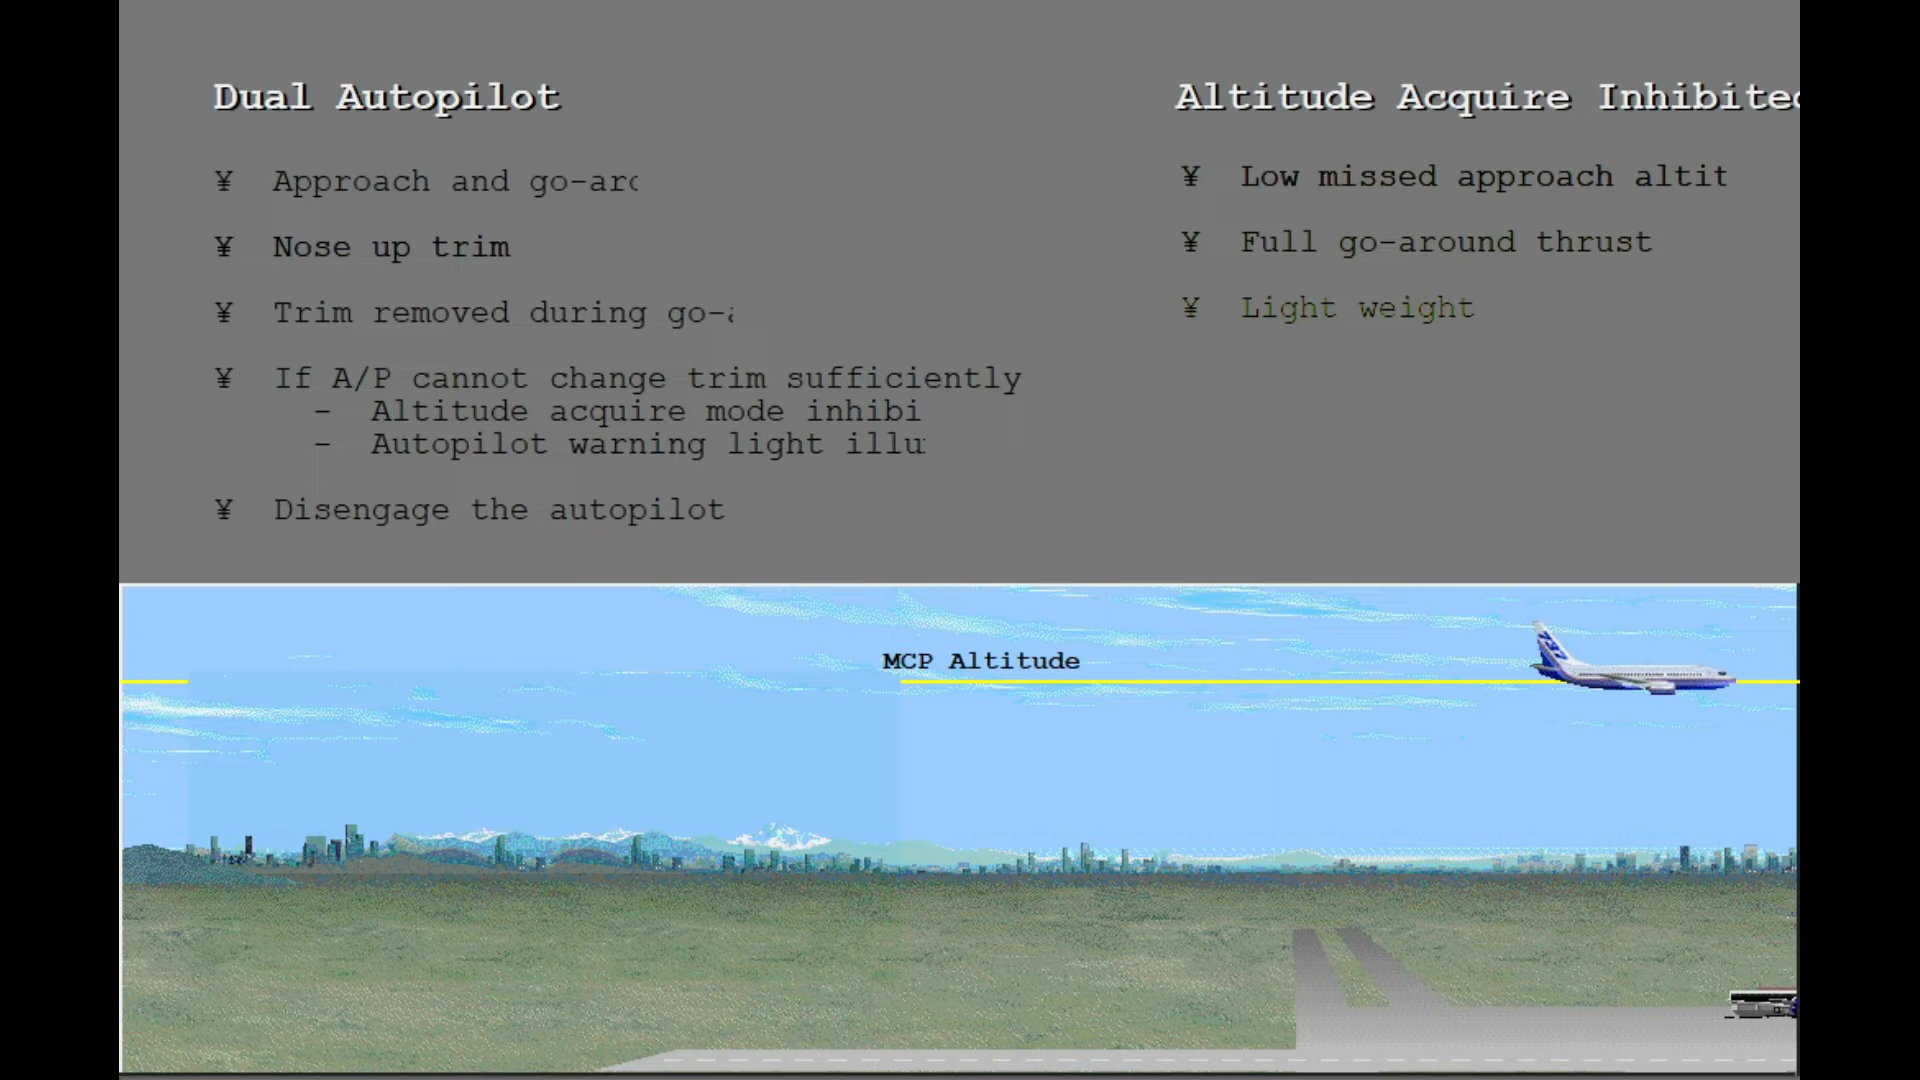 Dual Autopilot
¥ Approach and go-aro
¥ Nose up trim
¥ Trim removed during go-a
¥ If A/P cannot change trim sufficiently
– Altitude acquire mode inhibi
– Autopilot warning light illu
¥ Disengage the autopilot
Altitude Acquire Inhibited
¥ Low missed approach altit
¥ Full go-around thrust
¥ Light weight
MCP Altitude